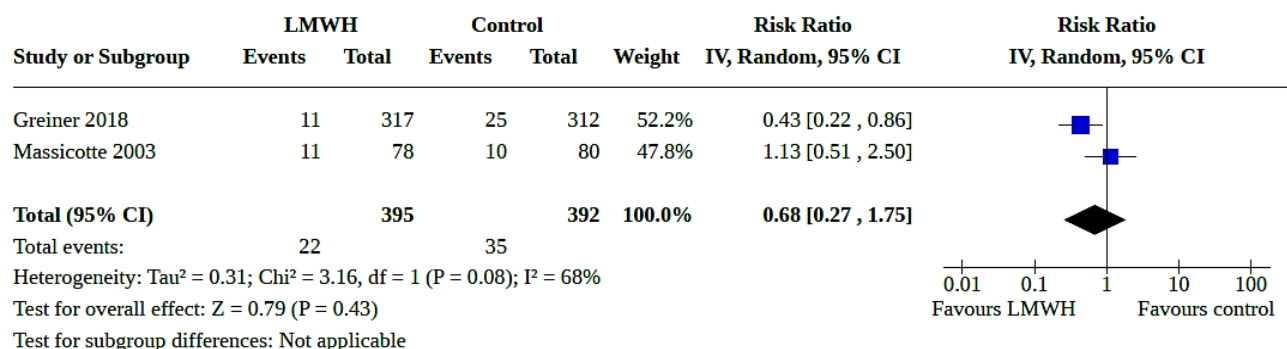 LMWH Control Risk Ratio Risk Ratio
Study or Subgroup Events Total Events Total Weight IV, Random, 95% CI IV, Random, 95% CI
Greiner 2018 11 317 25 312 52.2% 0.43 [0.22 , 0.86]
Massicotte 2003 11 78 10 80 47.8% 1.13 [0.51 , 2.50]
Total (95% CI) 395 392 100.0% 0.68 [0.27 , 1.75]
Total events: 22 35
Heterogeneity: Tau² = 0.31; Chi² = 3.16, df = 1 (P = 0.08); I² = 68%
0.01 0.1 1 10 100
Test for overall effect: Z = 0.79 (P = 0.43)
Favours LMWH Favours control
Test for subgroup differences: Not applicable